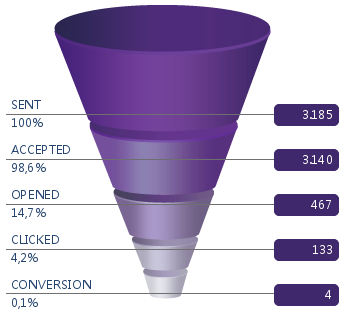 SENT
100%
3.185
ACCEPTED
98,6%
3.140
OPENED
14,7%
467
CLICKED
4,2%
133
CONVERSION
0,1%
4